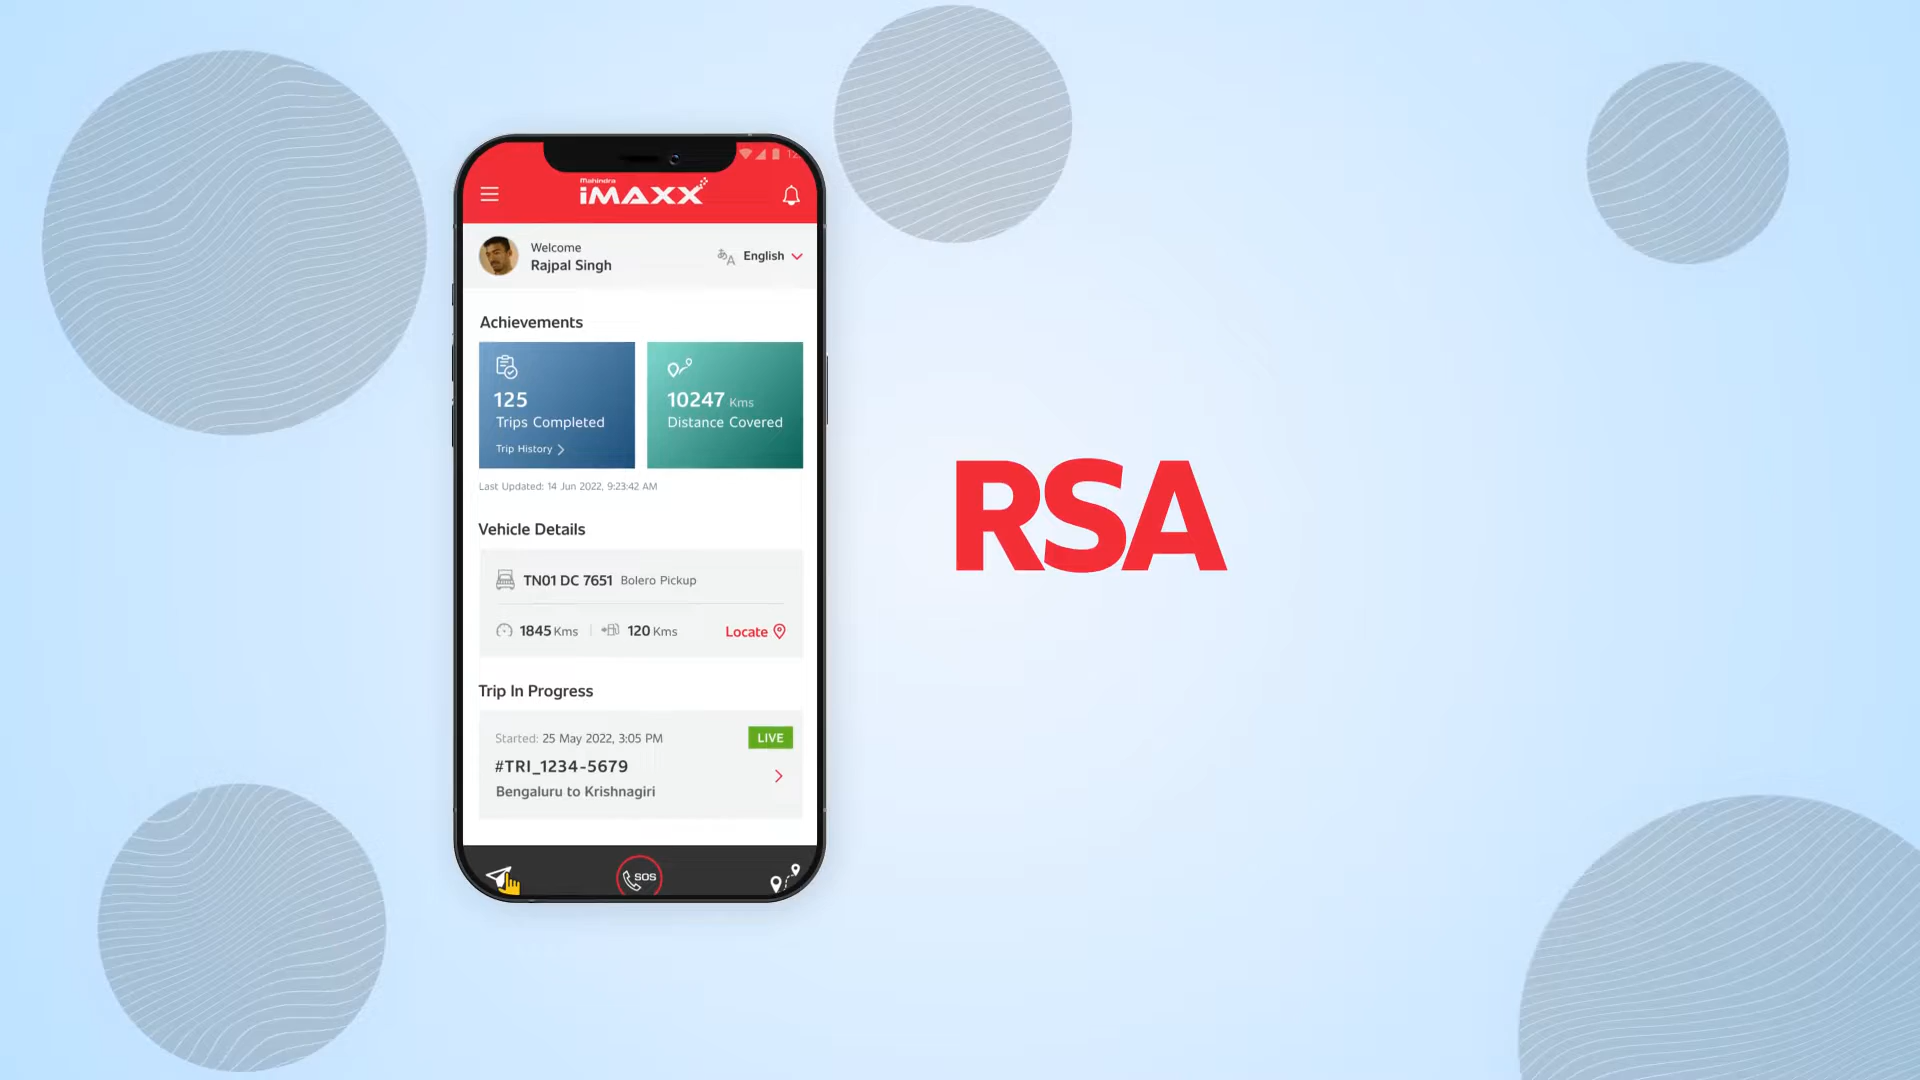 Mahindra
iMAXX
Welcome
Rajpal Singh
English
Achievements
125
Trips Completed
Trip History
10247 Kms
Distance Covered
Last Updated: 14 Jun 2022, 9:23:42 AM
Vehicle Details
TN01 DC 7651 Bolero Pickup
1845 Kms
120 Kms
Locate
Trip In Progress
Started: 25 May 2022, 3:05 PM
LIVE
#TRI_1234-5679
Bengaluru to Krishnagiri
SOS
RSA